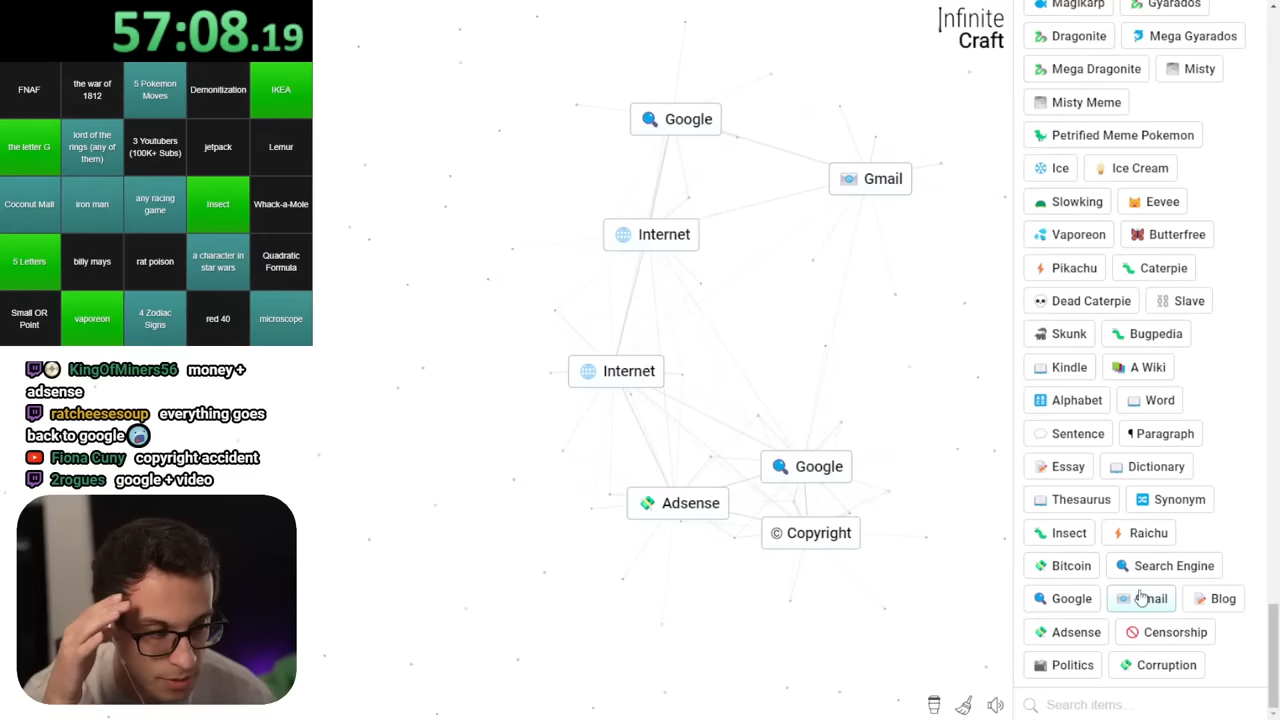 57:08.19
FNAF
the war of
1812
5 Pokemon
Moves
Demonitization
IKEA
the letter G
lord of the
rings (any of
them)
3 Youtubers
(100K+ Subs)
jetpack
Lemur
Coconut Mall
iron man
any racing
game
Insect
Whack-a-Mole
5 Letters
billy mays
rat poison
a character in
star wars
Quadratic
Formula
Small OR
Point
vaporeon
4 Zodiac
Signs
red 40
microscope
KingOfMiners56 money +
adsense
ratcheesesoup everything goes
back to google
Fiona Cuny copyright accident
2rogues google + video
Infinite
Craft
Google
Gmail
Internet
Internet
Google
Adsense
© Copyright
Magikarp Gyarados
Dragonite Mega Gyarados
Mega Dragonite Misty
Misty Meme
Petrified Meme Pokemon
Ice Ice Cream
Slowking Eevee
Vaporeon Butterfree
Pikachu Caterpie
Dead Caterpie Slave
Skunk Bugpedia
Kindle A Wiki
Alphabet Word
Sentence ¶ Paragraph
Essay Dictionary
Thesaurus Synonym
Insect Raichu
Bitcoin Search Engine
Google Gmail Blog
Adsense Censorship
Politics Corruption
Search items...